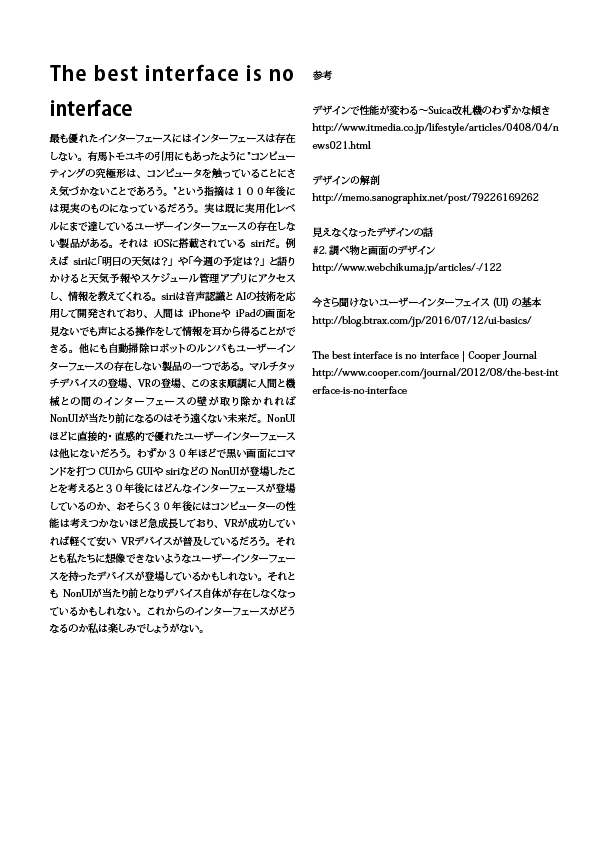 The best interface is no
interface
最も優れたインターフェースにはインターフェースは存在
しない。有馬トモユキの引用にもあったように"コンピュー
ティングの究極形は、コンピュータを触っていることにさ
え気づかないことであろう。"という指摘は１００年後に
は現実のものになっているだろう。実は既に実用化レベ
ルにまで達しているユーザーインターフェースの存在しな
い製品がある。それは iOSに搭載されている siriだ。例
えば siriに「明日の天気は？」や「今週の予定は？」と語り
かけると天気予報やスケジュール管理アプリにアクセス
し、情報を教えてくれる。siriは音声認識と AIの技術を応
用して開発されており、人間は iPhoneや iPadの画面を
見ないでも声による操作をして情報を耳から得ることがで
きる。他にも自動掃除ロボットのルンバもユーザーイン
ターフェースの存在しない製品の一つである。マルチタッ
チデバイスの登場、VRの登場、このまま順調に人間と機
械との間のインターフェースの壁が取り除かれれば
NonUIが当たり前になるのはそう遠くない未来だ。NonUI
ほどに直接的・直感的で優れたユーザーインターフェース
は他にないだろう。わずか３０年ほどで黒い画面にコマ
ンドを打つ CUIから GUIや siriなどの NonUIが登場したこ
とを考えると３０年後にはどんなインターフェースが登場
しているのか、おそらく３０年後にはコンピューターの性
能は考えつかないほど急成長しており、VRが成功してい
れば軽くて安い VRデバイスが普及しているだろう。それ
とも私たちに想像できないようなユーザーインターフェー
スを持ったデバイスが登場しているかもしれない。それと
も NonUIが当たり前となりデバイス自体が存在しなくなっ
ているかもしれない。これからのインターフェースがどう
なるのか私は楽しみでしょうがない。
参考
デザインで性能が変わる〜Suica改札機のわずかな傾き
http://www.itmedia.co.jp/lifestyle/articles/0408/04/n
ews021.html
デザインの解剖
http://memo.sanographix.net/post/79226169262
見えなくなったデザインの話
#2. 調べ物と画面のデザイン
http://www.webchikuma.jp/articles/-/122
今さら聞けないユーザーインターフェイス (UI) の基本
http://blog.btrax.com/jp/2016/07/12/ui-basics/
The best interface is no interface | Cooper Journal
http://www.cooper.com/journal/2012/08/the-best-int
erface-is-no-interface